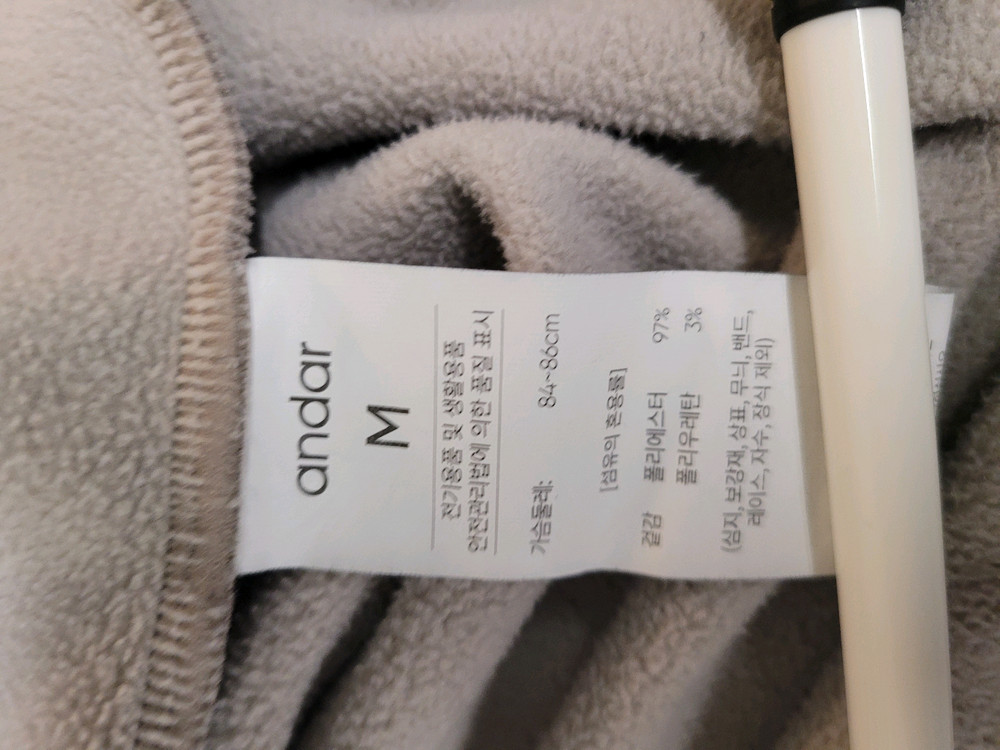 andar
M
전기용품 및 생활용품
안전관리법에 의한 품질 표시
가슴둘레: 84~86cm
[섬유의 혼용률]
겉감 폴리에스터 97%
폴리우레탄 3%
(심지, 보강재, 상표, 무늬, 밴드,
레이스, 자수, 장식 제외)